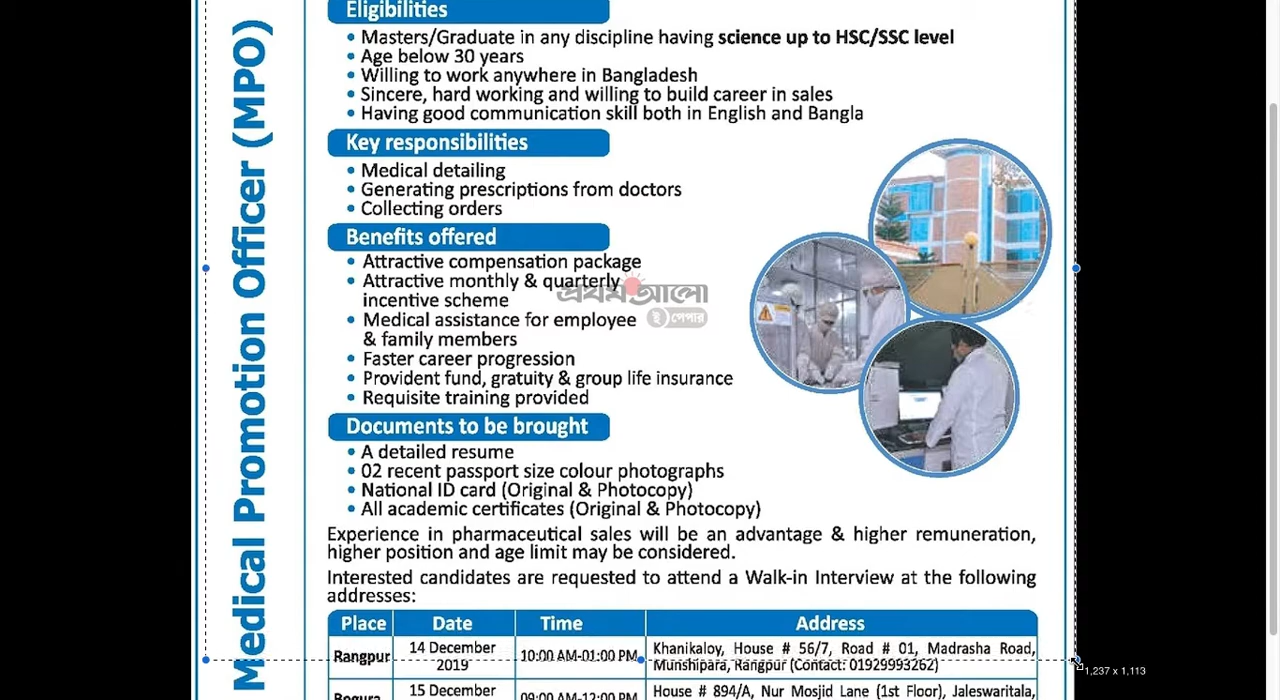 Medical Promotion Officer (MPO)
Eligibilities
• Masters/Graduate in any discipline having science up to HSC/SSC level
• Age below 30 years
• Willing to work anywhere in Bangladesh
• Sincere, hard working and willing to build career in sales
• Having good communication skill both in English and Bangla
Key responsibilities
• Medical detailing
• Generating prescriptions from doctors
• Collecting orders
Benefits offered
• Attractive compensation package
• Attractive monthly & quarterly
incentive scheme
প্রথম আলো
ই পেপার
• Medical assistance for employee
& family members
• Faster career progression
• Provident fund, gratuity & group life insurance
• Requisite training provided
Documents to be brought
• A detailed resume
• 02 recent passport size colour photographs
• National ID card (Original & Photocopy)
• All academic certificates (Original & Photocopy)
Experience in pharmaceutical sales will be an advantage & higher remuneration,
higher position and age limit may be considered.
Interested candidates are requested to attend a Walk-in Interview at the following
addresses:
Place Date Time Address
Rangpur 14 December 2019 10:00 AM-01:00 PM Khanikaloy, House # 56/7, Road # 01, Madrasha Road,
Munshipara, Rangpur (Contact: 01929993262)
Bogura 15 December 09:00 AM-12:00 PM House # 894/A, Nur Mosjid Lane (1st Floor), Jaleswaritala,
1,237 x 1,113